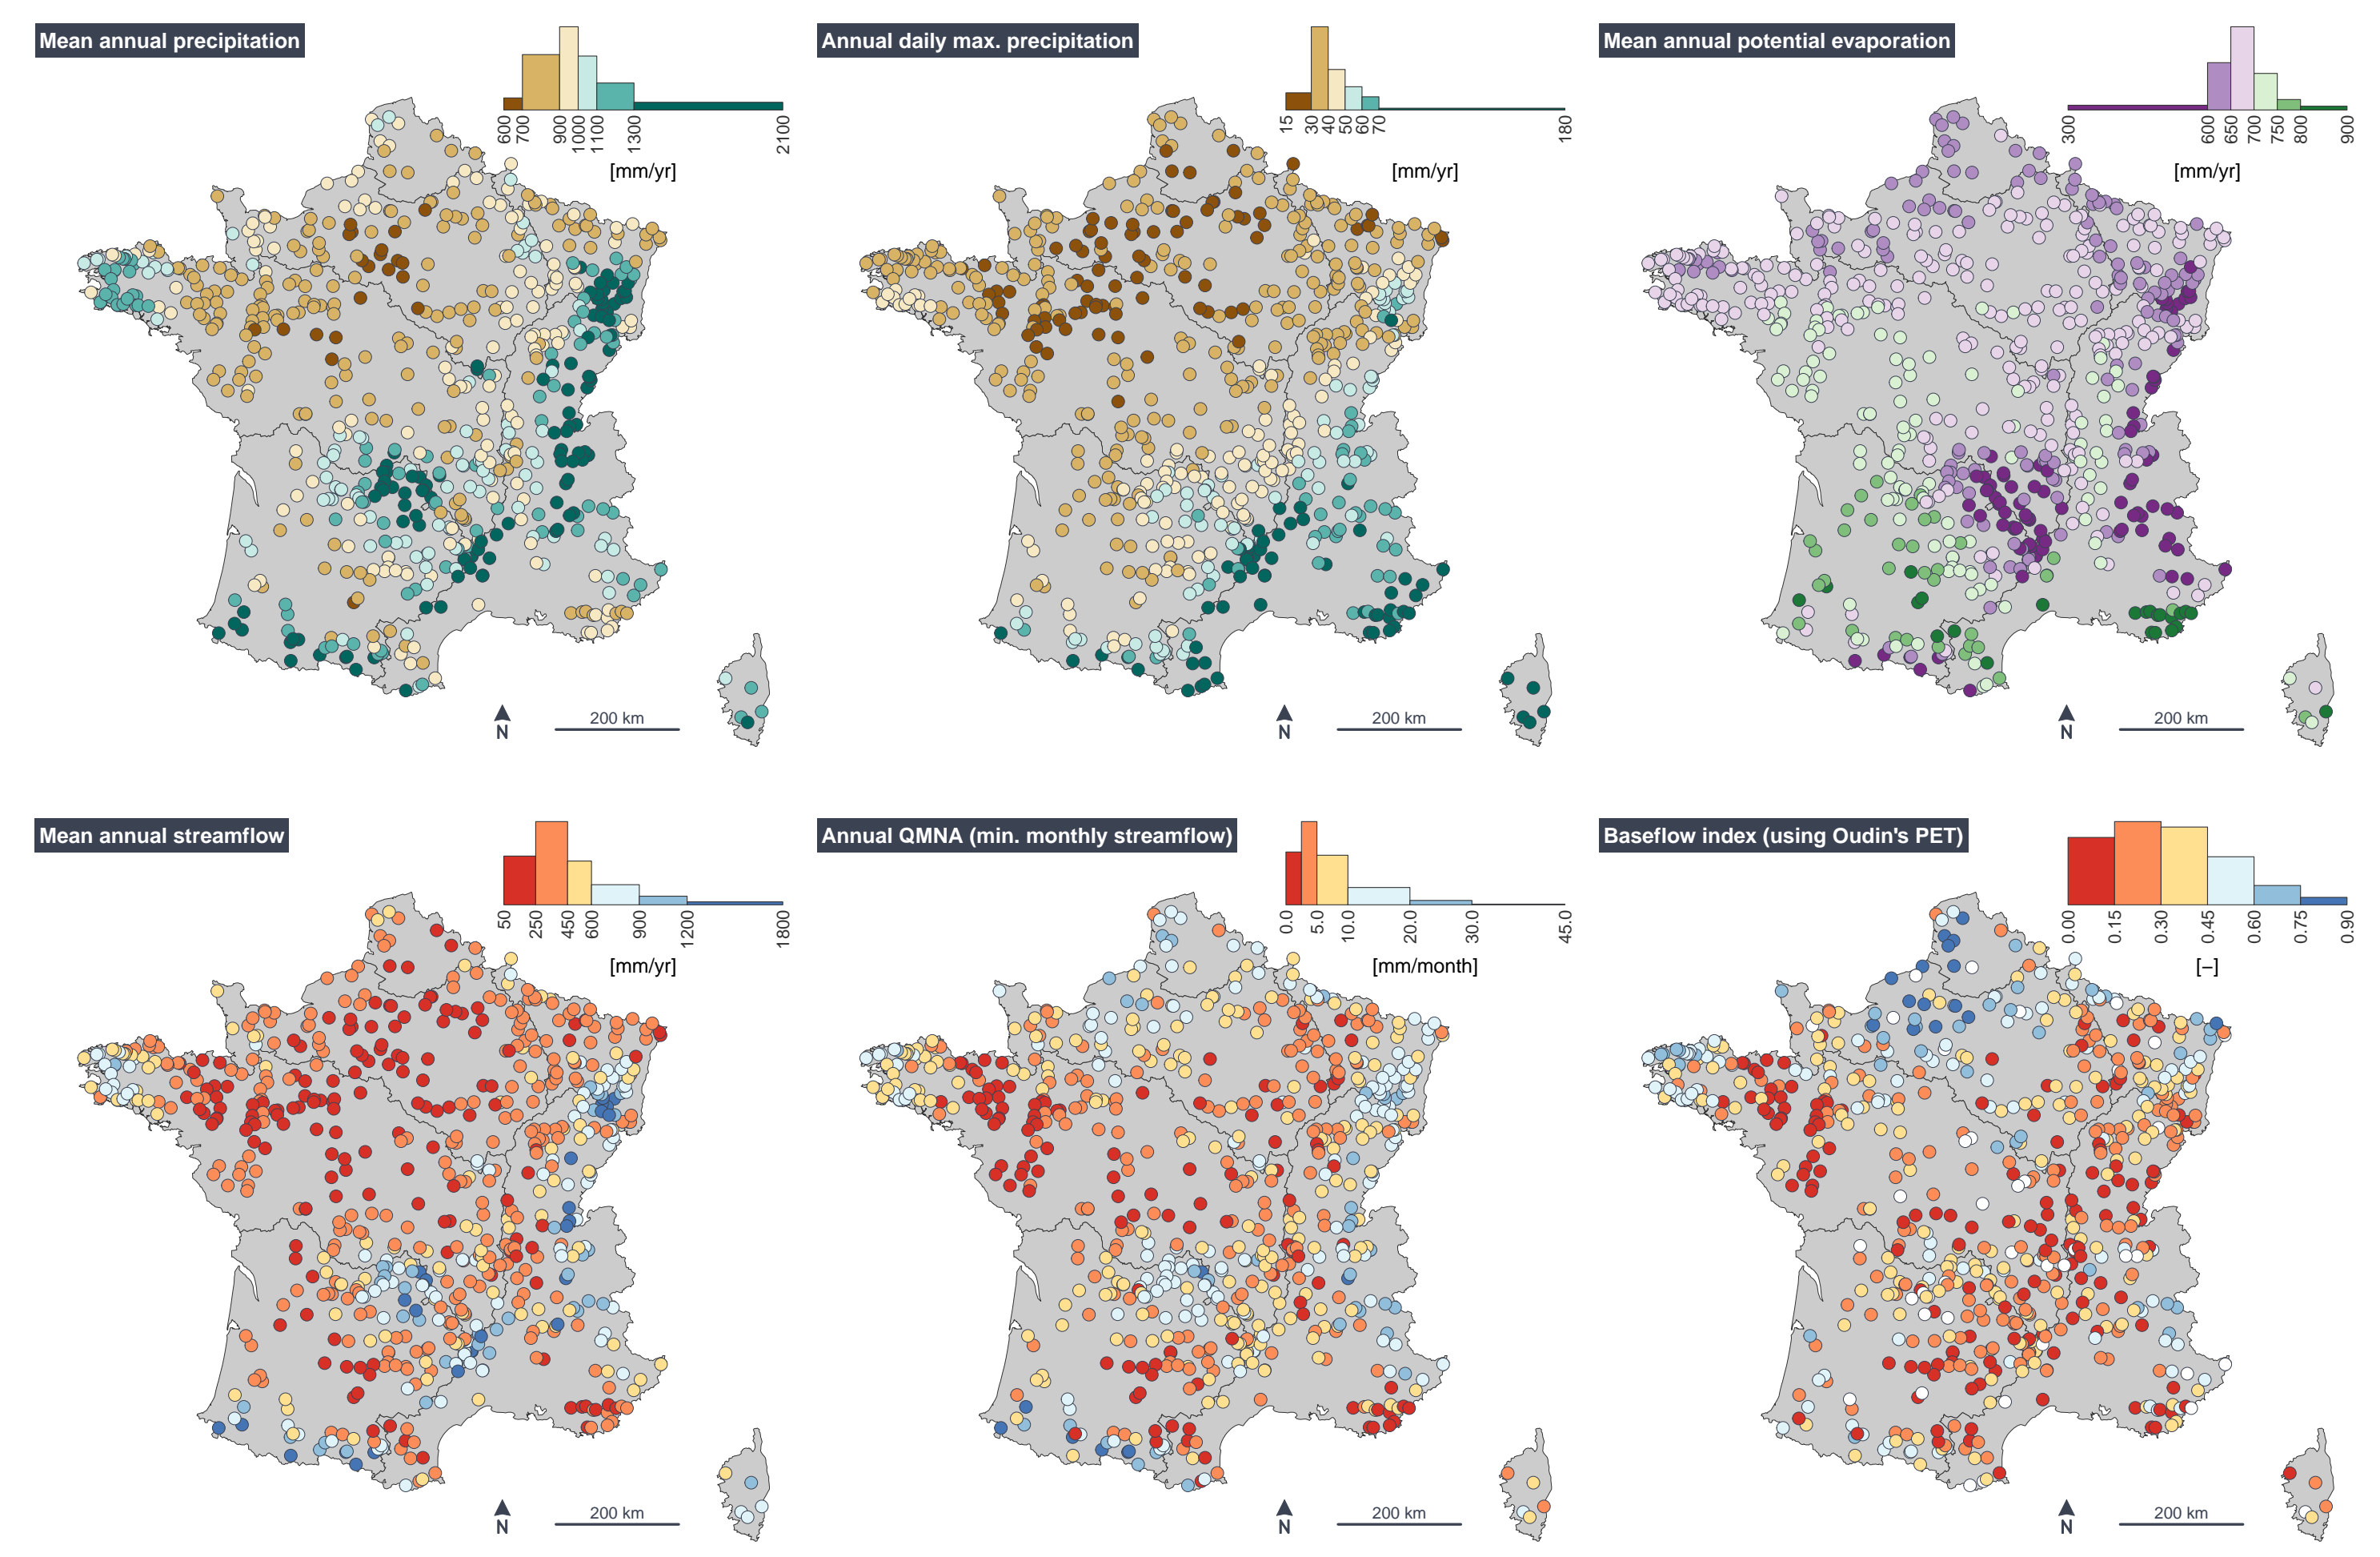 Mean annual precipitation
600 700 900 1000 1100 1300 2100
[mm/yr]
200 km
N
Annual daily max. precipitation
15 30 40 50 60 70 180
[mm/yr]
200 km
N
Mean annual potential evaporation
300 600 650 700 750 800 900
[mm/yr]
200 km
N
Mean annual streamflow
50 250 450 600 900 1200 1800
[mm/yr]
200 km
N
Annual QMNA (min. monthly streamflow)
0.0 5.0 10.0 20.0 30.0 45.0
[mm/month]
200 km
N
Baseflow index (using Oudin's PET)
0.00 0.15 0.30 0.45 0.60 0.75 0.90
[–]
200 km
N